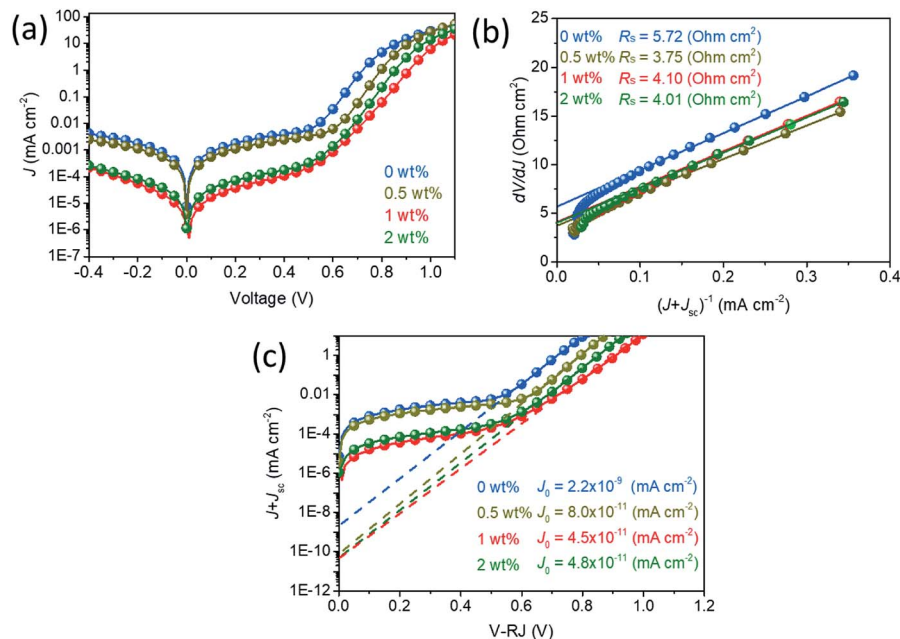 (a)
100
10
1
0.1
0.01
0.001
1E-4
1E-5
1E-6
1E-7
J (mA cm⁻²)
0 wt%
0.5 wt%
1 wt%
2 wt%
-0.4 -0.2 0.0 0.2 0.4 0.6 0.8 1.0
Voltage (V)
(b)
25
20
15
10
5
0
dV/dJ (Ohm cm²)
0 wt% Rs = 5.72 (Ohm cm²)
0.5 wt% Rs = 3.75 (Ohm cm²)
1 wt% Rs = 4.10 (Ohm cm²)
2 wt% Rs = 4.01 (Ohm cm²)
0.0 0.1 0.2 0.3 0.4
(J+Jsc)⁻¹ (mA cm⁻²)
(c)
1
0.01
1E-4
1E-6
1E-8
1E-10
1E-12
J+Jsc (mA cm⁻²)
0 wt% J₀ = 2.2x10⁻⁹ (mA cm⁻²)
0.5 wt% J₀ = 8.0x10⁻¹¹ (mA cm⁻²)
1 wt% J₀ = 4.5x10⁻¹¹ (mA cm⁻²)
2 wt% J₀ = 4.8x10⁻¹¹ (mA cm⁻²)
0.0 0.2 0.4 0.6 0.8 1.0 1.2
V-RJ (V)